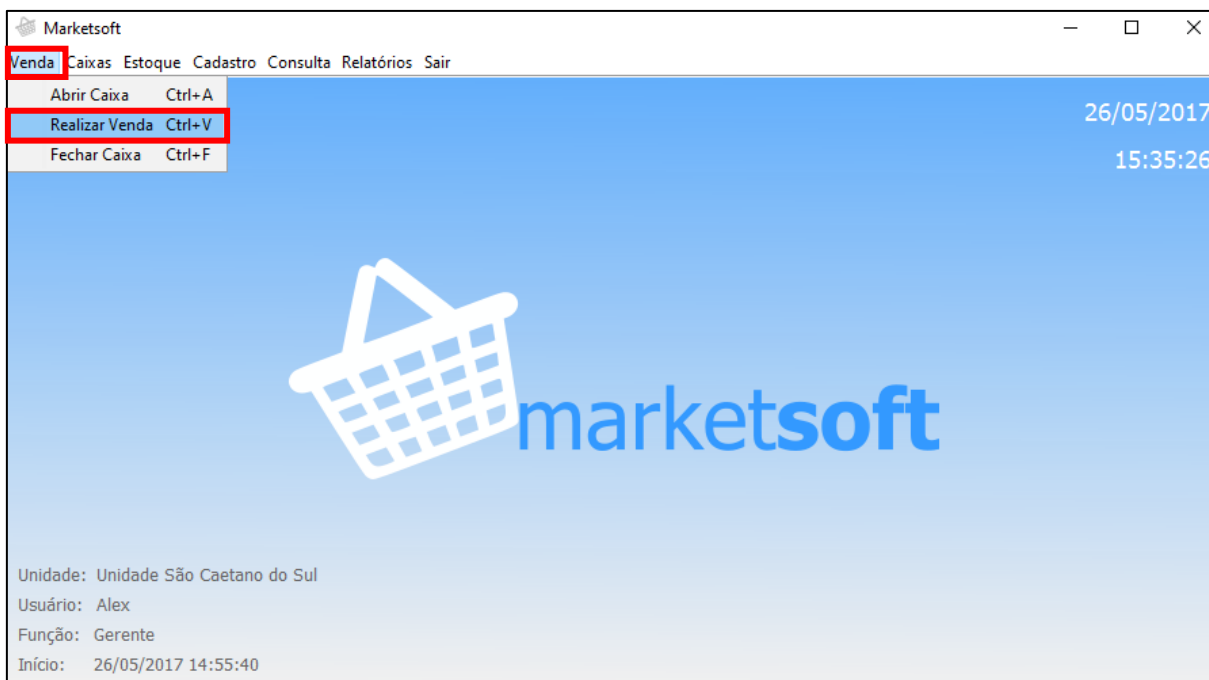 Marketsoft
Venda Caixas Estoque Cadastro Consulta Relatórios Sair
Abrir Caixa Ctrl+A
Realizar Venda Ctrl+V
Fechar Caixa Ctrl+F
26/05/2017
15:35:26
marketsoft
Unidade: Unidade São Caetano do Sul
Usuário: Alex
Função: Gerente
Início: 26/05/2017 14:55:40